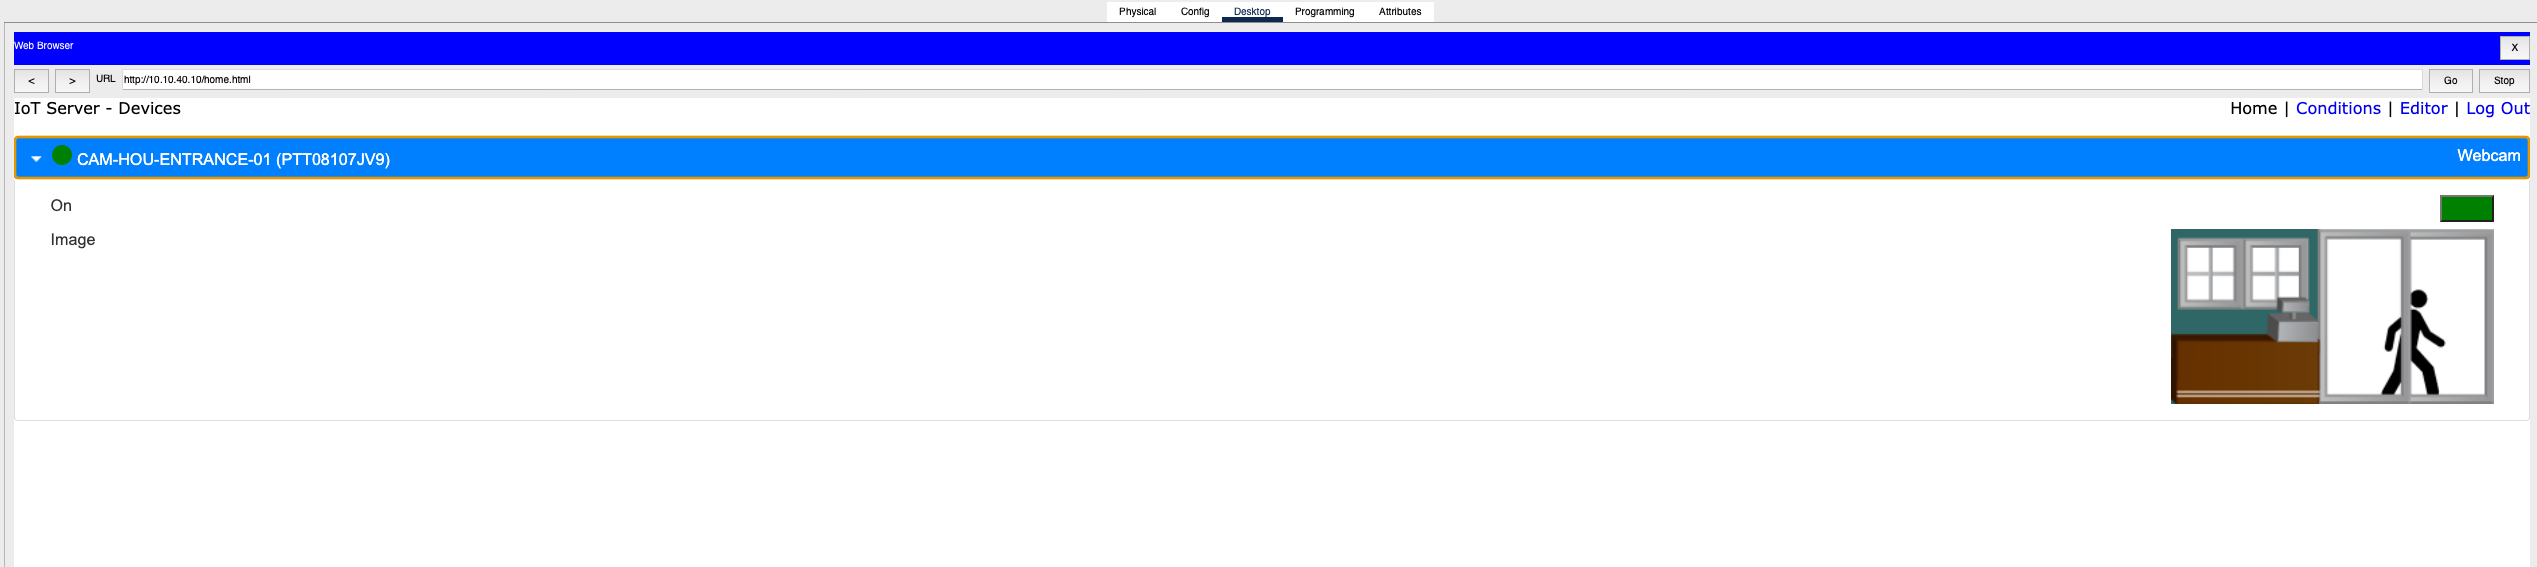 Physical Config Desktop Programming Attributes
Web Browser X
< > URL http://10.10.40.10/home.html Go Stop
IoT Server - Devices Home | Conditions | Editor | Log Out
CAM-HOU-ENTRANCE-01 (PTT08107JV9) Webcam
On
Image